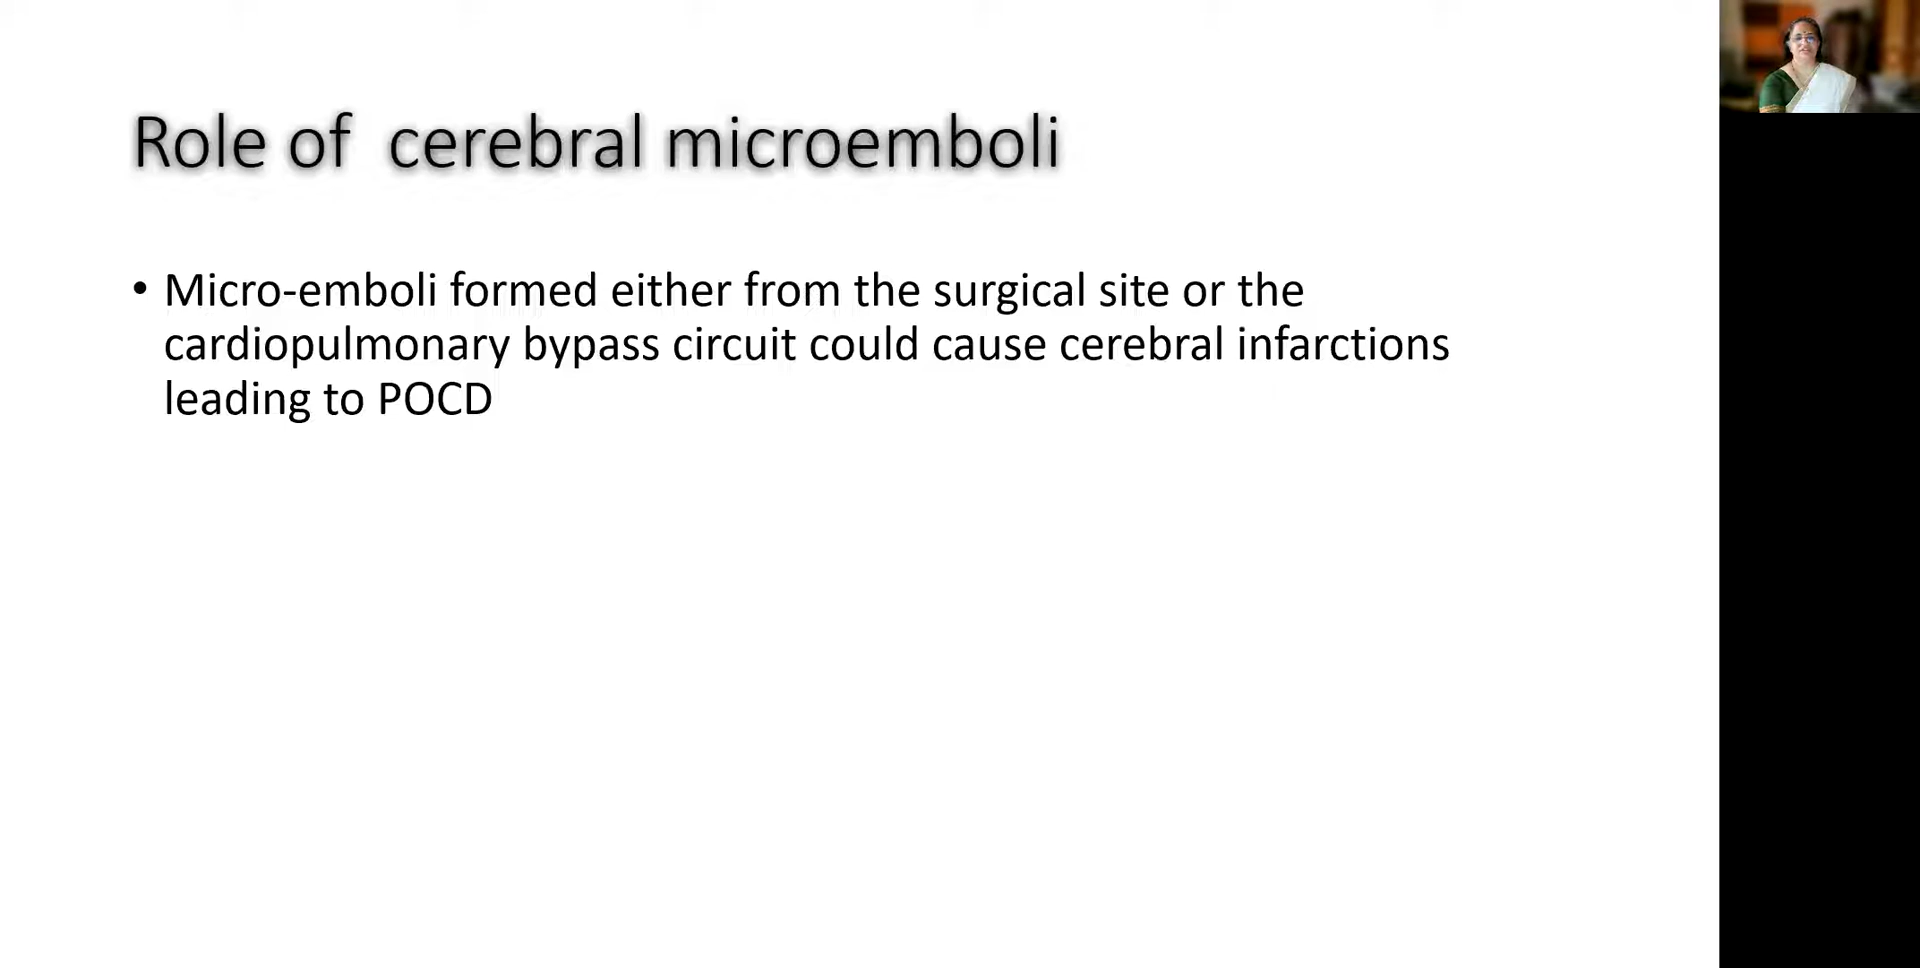 Role of  cerebral microemboli
• Micro-emboli formed either from the surgical site or the
cardiopulmonary bypass circuit could cause cerebral infarctions
leading to POCD